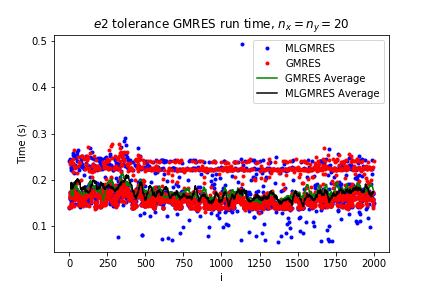 e2 tolerance GMRES run time, nₓ = nᵧ = 20
MLGMRES
GMRES
GMRES Average
MLGMRES Average
Time (s)
0.5
0.4
0.3
0.2
0.1
0 250 500 750 1000 1250 1500 1750 2000
i